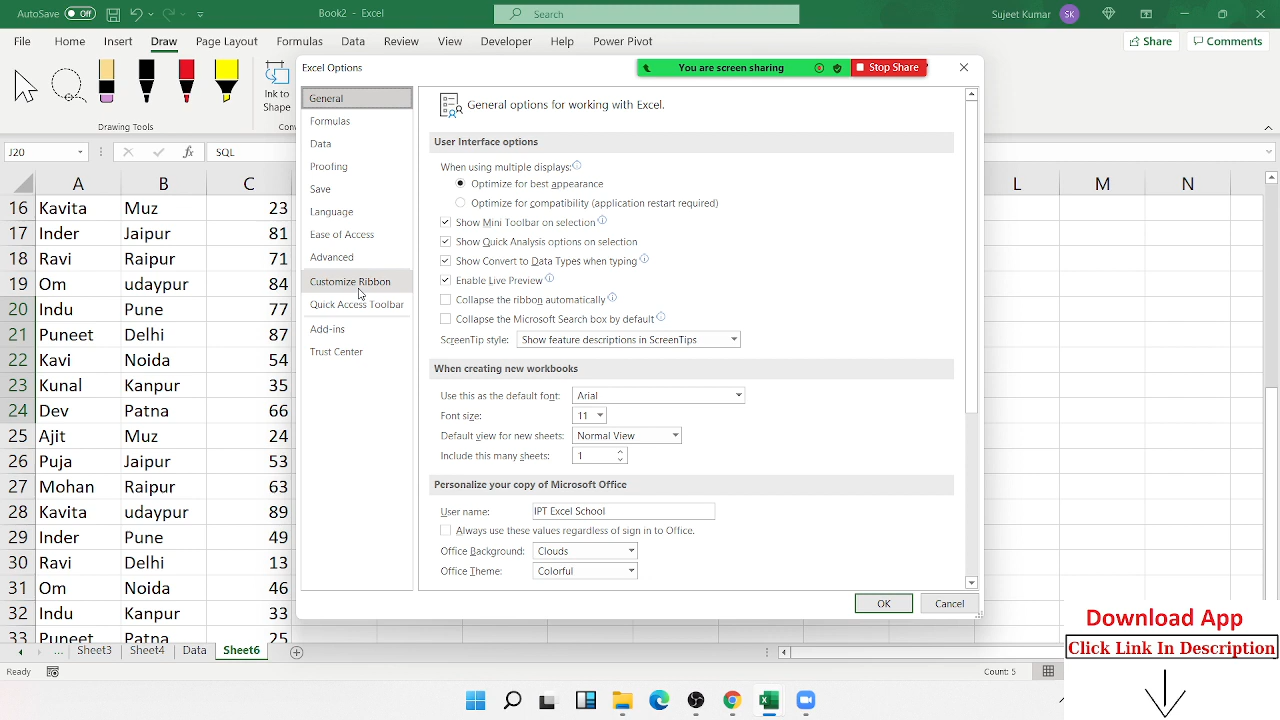 AutoSave Off Book2 - Excel Search Sujeet Kumar SK
File Home Insert Draw Page Layout Formulas Data Review View Developer Help Power Pivot Share Comments
Ink to
Shape
Drawing Tools Conv
J20 fx SQL
A B C L M N
16 Kavita Muz 23
17 Inder Jaipur 81
18 Ravi Raipur 71
19 Om udaypur 84
20 Indu Pune 77
21 Puneet Delhi 87
22 Kavi Noida 54
23 Kunal Kanpur 35
24 Dev Patna 66
25 Ajit Muz 24
26 Puja Jaipur 53
27 Mohan Raipur 63
28 Kavita udaypur 89
29 Inder Pune 49
30 Ravi Delhi 13
31 Om Noida 46
32 Indu Kanpur 33
33 Puneet Patna 25
Excel Options You are screen sharing Stop Share
General
Formulas
Data
Proofing
Save
Language
Ease of Access
Advanced
Customize Ribbon
Quick Access Toolbar
Add-ins
Trust Center
General options for working with Excel.
User Interface options
When using multiple displays:
Optimize for best appearance
Optimize for compatibility (application restart required)
Show Mini Toolbar on selection
Show Quick Analysis options on selection
Show Convert to Data Types when typing
Enable Live Preview
Collapse the ribbon automatically
Collapse the Microsoft Search box by default
ScreenTip style: Show feature descriptions in ScreenTips
When creating new workbooks
Use this as the default font: Arial
Font size: 11
Default view for new sheets: Normal View
Include this many sheets: 1
Personalize your copy of Microsoft Office
User name: IPT Excel School
Always use these values regardless of sign in to Office.
Office Background: Clouds
Office Theme: Colorful
OK Cancel
... Sheet3 Sheet4 Data Sheet6
Ready Count: 5
Download App
Click Link In Description